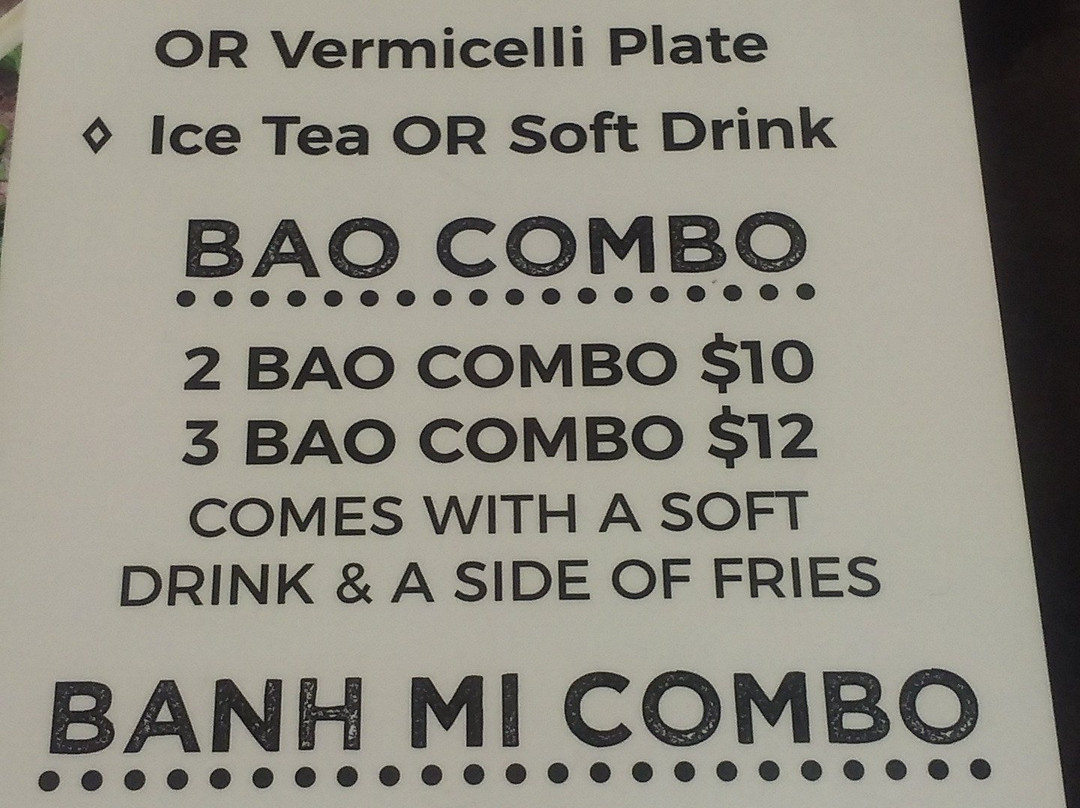 OR Vermicelli Plate
◊ Ice Tea OR Soft Drink
BAO COMBO
2 BAO COMBO $10
3 BAO COMBO $12
COMES WITH A SOFT
DRINK & A SIDE OF FRIES
BANH MI COMBO